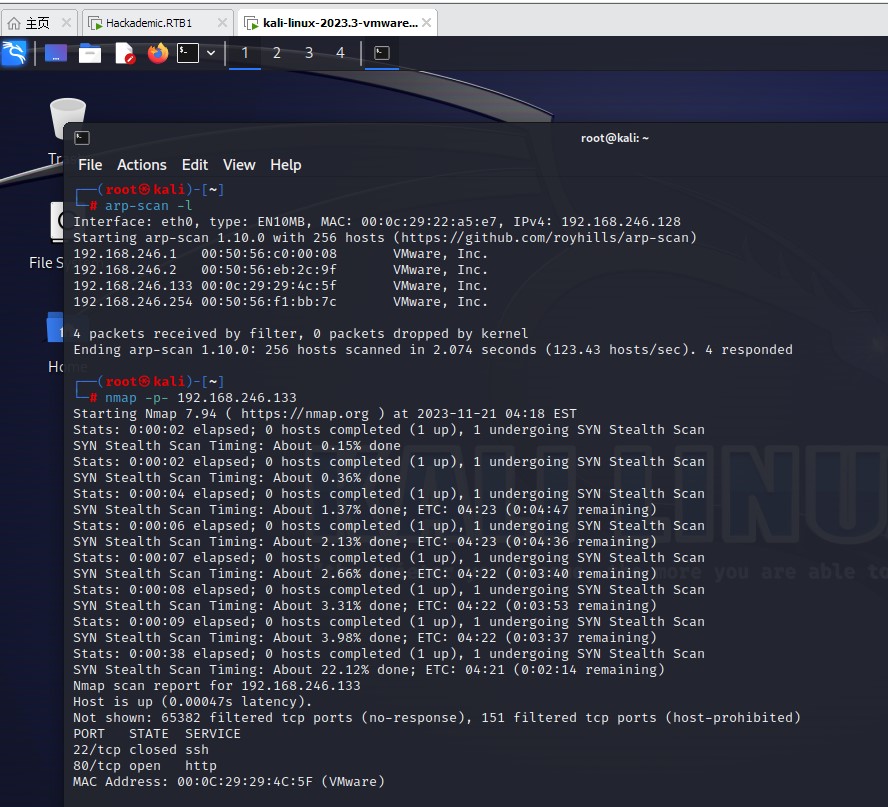 主页
Hackademic.RTB1
kali-linux-2023.3-vmware...
1 2 3 4
root@kali: ~
File Actions Edit View Help
┌──(root㉿kali)-[~]
└─# arp-scan -l
Interface: eth0, type: EN10MB, MAC: 00:0c:29:22:a5:e7, IPv4: 192.168.246.128
Starting arp-scan 1.10.0 with 256 hosts (https://github.com/royhills/arp-scan)
192.168.246.1 00:50:56:c0:00:08 VMware, Inc.
192.168.246.2 00:50:56:eb:2c:9f VMware, Inc.
192.168.246.133 00:0c:29:29:4c:5f VMware, Inc.
192.168.246.254 00:50:56:f1:bb:7c VMware, Inc.
4 packets received by filter, 0 packets dropped by kernel
Ending arp-scan 1.10.0: 256 hosts scanned in 2.074 seconds (123.43 hosts/sec). 4 responded
┌──(root㉿kali)-[~]
└─# nmap -p- 192.168.246.133
Starting Nmap 7.94 ( https://nmap.org ) at 2023-11-21 04:18 EST
Stats: 0:00:02 elapsed; 0 hosts completed (1 up), 1 undergoing SYN Stealth Scan
SYN Stealth Scan Timing: About 0.15% done
Stats: 0:00:02 elapsed; 0 hosts completed (1 up), 1 undergoing SYN Stealth Scan
SYN Stealth Scan Timing: About 0.36% done
Stats: 0:00:04 elapsed; 0 hosts completed (1 up), 1 undergoing SYN Stealth Scan
SYN Stealth Scan Timing: About 1.37% done; ETC: 04:23 (0:04:47 remaining)
Stats: 0:00:06 elapsed; 0 hosts completed (1 up), 1 undergoing SYN Stealth Scan
SYN Stealth Scan Timing: About 2.13% done; ETC: 04:23 (0:04:36 remaining)
Stats: 0:00:07 elapsed; 0 hosts completed (1 up), 1 undergoing SYN Stealth Scan
SYN Stealth Scan Timing: About 2.66% done; ETC: 04:22 (0:03:40 remaining)
Stats: 0:00:08 elapsed; 0 hosts completed (1 up), 1 undergoing SYN Stealth Scan
SYN Stealth Scan Timing: About 3.31% done; ETC: 04:22 (0:03:53 remaining)
Stats: 0:00:09 elapsed; 0 hosts completed (1 up), 1 undergoing SYN Stealth Scan
SYN Stealth Scan Timing: About 3.98% done; ETC: 04:22 (0:03:37 remaining)
Stats: 0:00:38 elapsed; 0 hosts completed (1 up), 1 undergoing SYN Stealth Scan
SYN Stealth Scan Timing: About 22.12% done; ETC: 04:21 (0:02:14 remaining)
Nmap scan report for 192.168.246.133
Host is up (0.00047s latency).
Not shown: 65382 filtered tcp ports (no-response), 151 filtered tcp ports (host-prohibited)
PORT STATE SERVICE
22/tcp closed ssh
80/tcp open http
MAC Address: 00:0C:29:29:4C:5F (VMware)